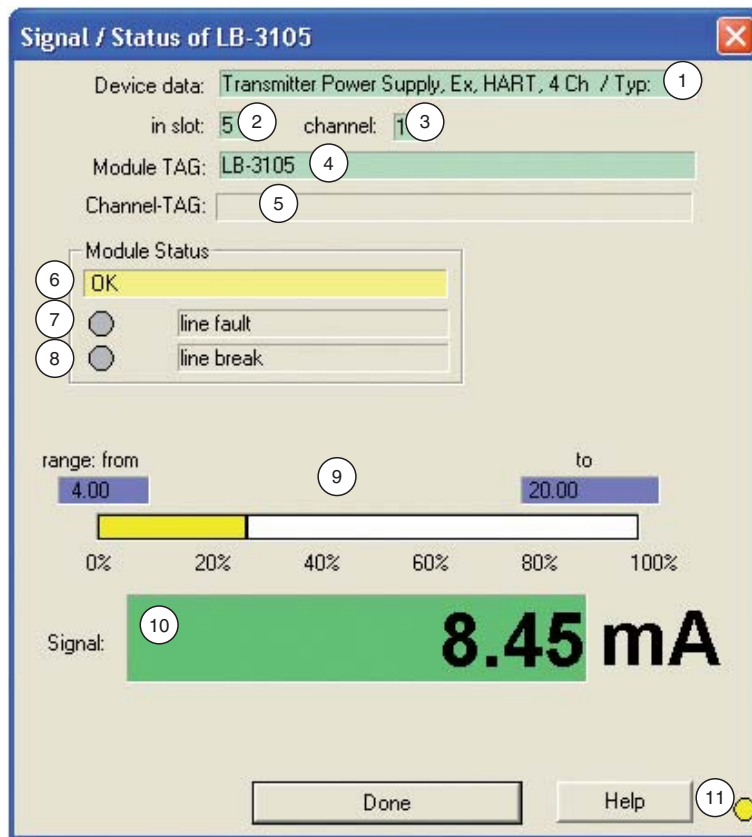 Signal / Status of LB-3105
Device data: Transmitter Power Supply, Ex, HART, 4 Ch / Typ: 1
in slot: 5 2 channel: 1 3
Module TAG: LB-3105 4
Channel-TAG: 5
Module Status
6 OK
7 line fault
8 line break
range: from 9 to
4.00 20.00
0% 20% 40% 60% 80% 100%
Signal: 10 8.45 mA
Done Help 11